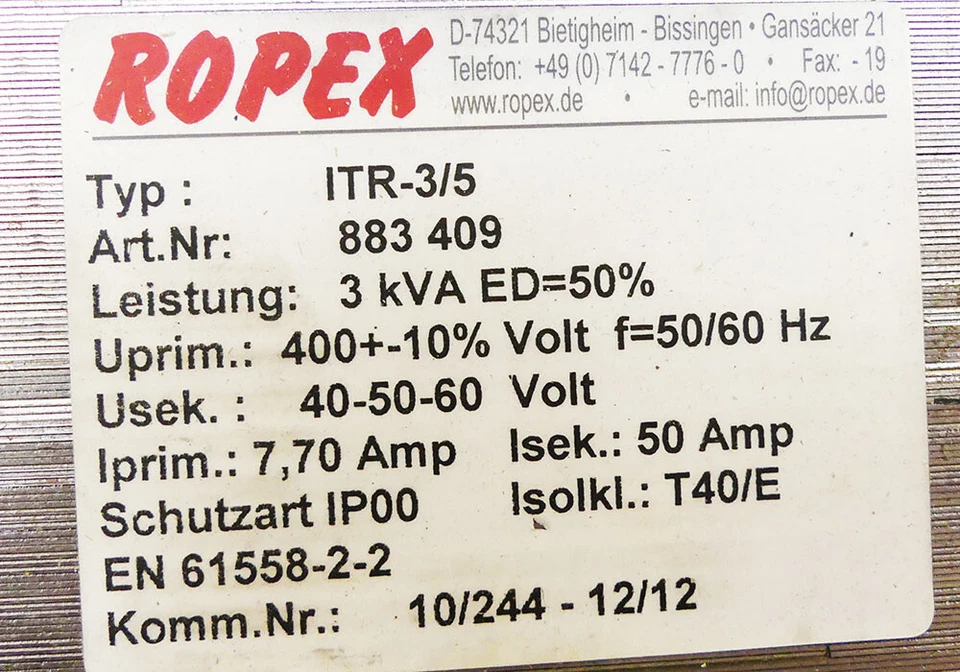 ROPEX
D-74321 Bietigheim - Bissingen • Gansäcker 21
Telefon: +49 (0) 7142 - 7776 - 0 • Fax: - 19
www.ropex.de • e-mail: info@ropex.de
Typ : ITR-3/5
Art.Nr: 883 409
Leistung: 3 kVA ED=50%
Uprim.: 400+-10% Volt f=50/60 Hz
Usek. : 40-50-60 Volt
Iprim.: 7,70 Amp Isek.: 50 Amp
Schutzart IP00 Isolkl.: T40/E
EN 61558-2-2
Komm.Nr.: 10/244 - 12/12